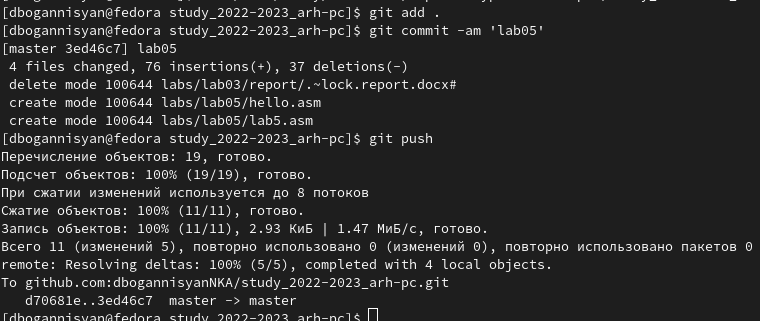 [dbogannisyan@fedora study_2022-2023_arh-pc]$ git add .
[dbogannisyan@fedora study_2022-2023_arh-pc]$ git commit -am 'lab05'
[master 3ed46c7] lab05
 4 files changed, 76 insertions(+), 37 deletions(-)
 delete mode 100644 labs/lab03/report/.~lock.report.docx#
 create mode 100644 labs/lab05/hello.asm
 create mode 100644 labs/lab05/lab5.asm
[dbogannisyan@fedora study_2022-2023_arh-pc]$ git push
Перечисление объектов: 19, готово.
Подсчет объектов: 100% (19/19), готово.
При сжатии изменений используется до 8 потоков
Сжатие объектов: 100% (11/11), готово.
Запись объектов: 100% (11/11), 2.93 КиБ | 1.47 МиБ/с, готово.
Всего 11 (изменений 5), повторно использовано 0 (изменений 0), повторно использовано пакетов 0
remote: Resolving deltas: 100% (5/5), completed with 4 local objects.
To github.com:dbogannisyanNKA/study_2022-2023_arh-pc.git
   d70681e..3ed46c7  master -> master
[dbogannisyan@fedora study_2022-2023_arh-pc]$